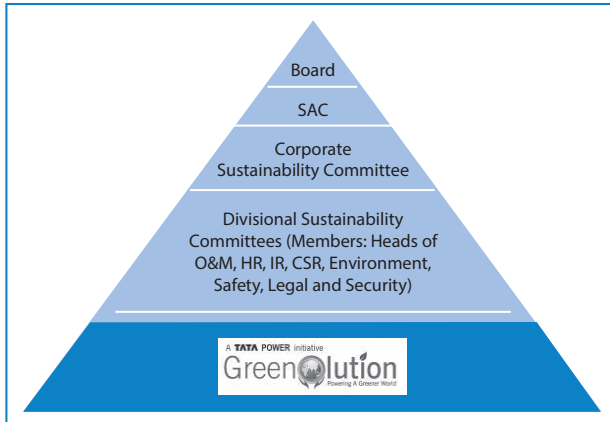 Board
SAC
Corporate
Sustainability Committee
Divisional Sustainability
Committees (Members: Heads of
O&M, HR, IR, CSR, Environment,
Safety, Legal and Security)
A TATA POWER initiative
Greenolution
Powering A Greener World